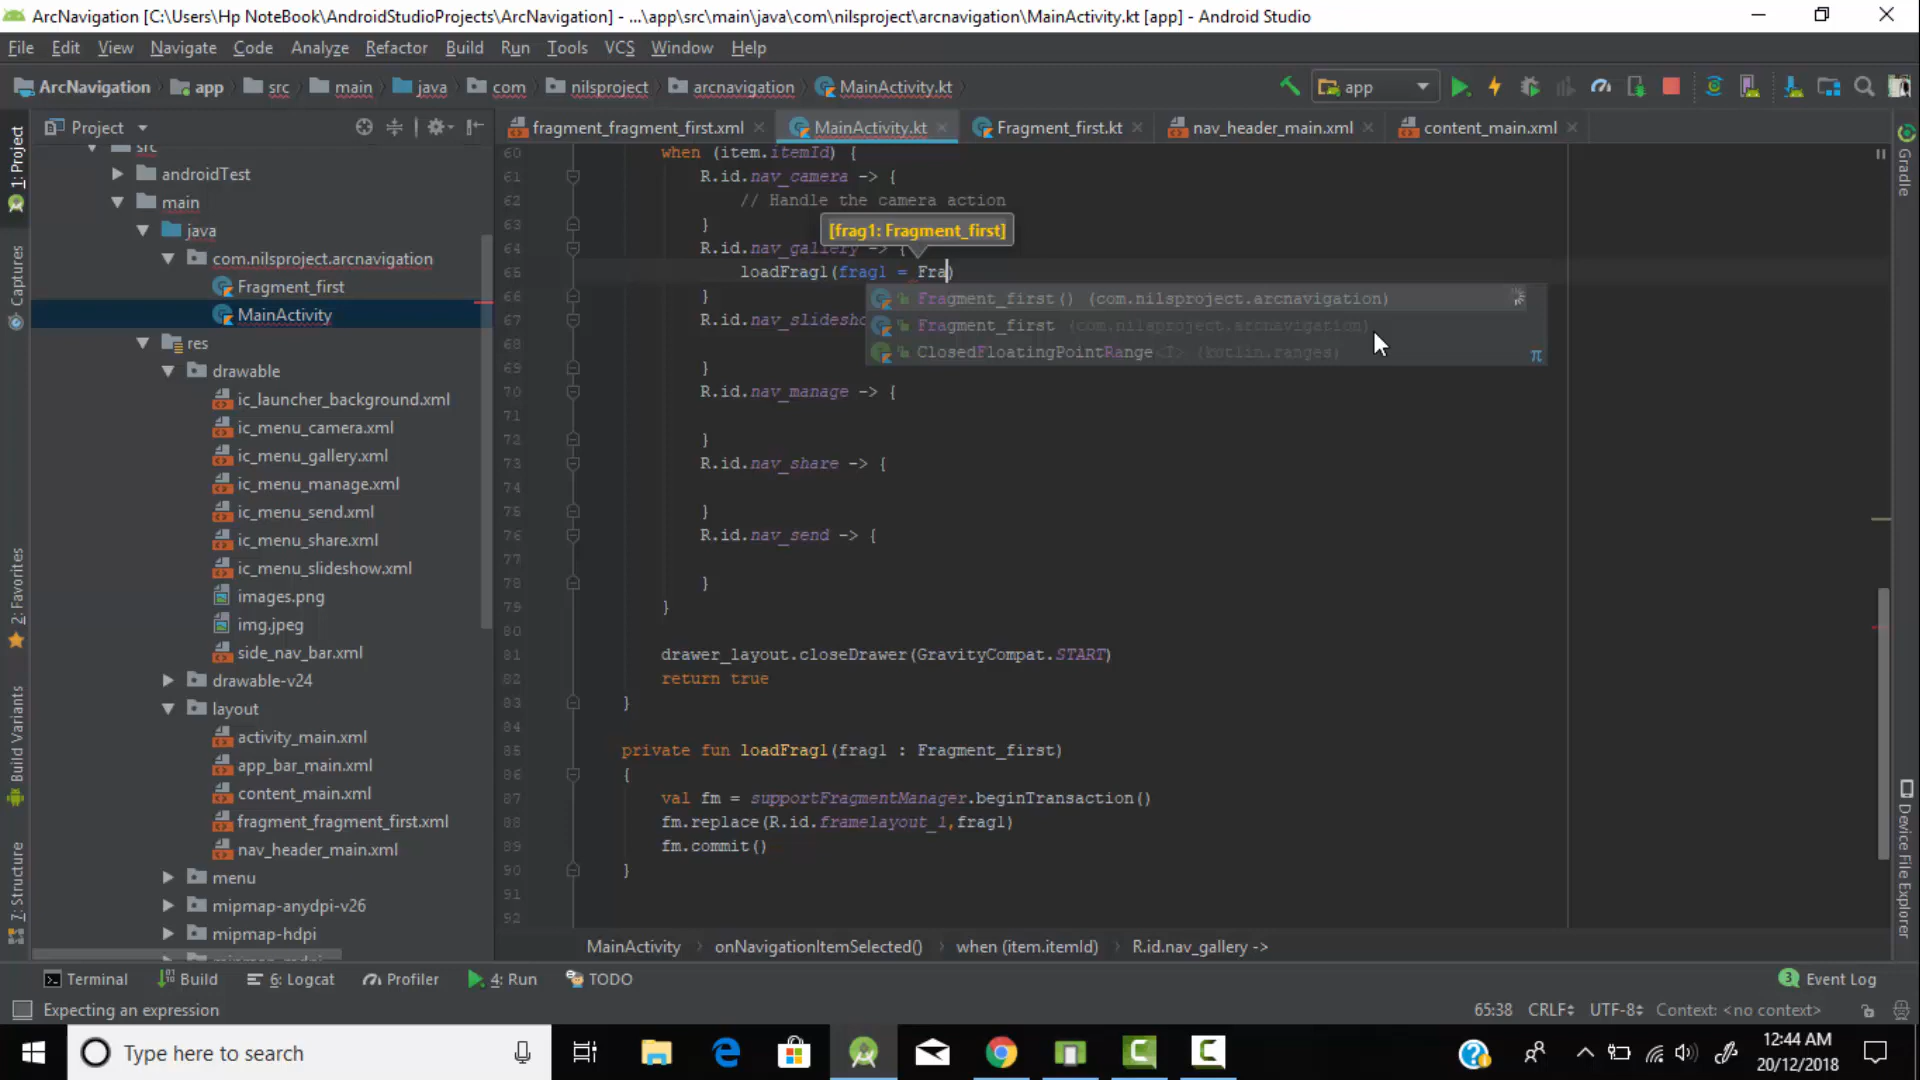 ArcNavigation [C:\Users\Hp NoteBook\AndroidStudioProjects\ArcNavigation] - ...\app\src\main\java\com\nilsproject\arcnavigation\MainActivity.kt [app] - Android Studio
File Edit View Navigate Code Analyze Refactor Build Run Tools VCS Window Help
ArcNavigation app src main java com nilsproject arcnavigation MainActivity.kt app
Project
fragment_fragment_first.xml MainActivity.kt Fragment_first.kt nav_header_main.xml content_main.xml
1: Project
Captures
2: Favorites
Build Variants
7: Structure
src
androidTest
main
java
com.nilsproject.arcnavigation
Fragment_first
MainActivity
res
drawable
ic_launcher_background.xml
ic_menu_camera.xml
ic_menu_gallery.xml
ic_menu_manage.xml
ic_menu_send.xml
ic_menu_share.xml
ic_menu_slideshow.xml
images.png
img.jpeg
side_nav_bar.xml
drawable-v24
layout
activity_main.xml
app_bar_main.xml
content_main.xml
fragment_fragment_first.xml
nav_header_main.xml
menu
mipmap-anydpi-v26
mipmap-hdpi
60 when (item.itemId) {
61 R.id.nav_camera -> {
62 // Handle the camera action
63 }
[frag1: Fragment_first]
64 R.id.nav_gallery -> {
65 loadFrag1(frag1 = Fra)
Fragment_first() (com.nilsproject.arcnavigation)
Fragment_first (com.nilsproject.arcnavigation)
ClosedFloatingPointRange<T> (kotlin.ranges)
π
66 }
67 R.id.nav_slidesho
68
69 }
70 R.id.nav_manage -> {
71
72 }
73 R.id.nav_share -> {
74
75 }
76 R.id.nav_send -> {
77
78 }
79 }
80
81 drawer_layout.closeDrawer(GravityCompat.START)
82 return true
83 }
84
85 private fun loadFrag1(frag1 : Fragment_first)
86 {
87 val fm = supportFragmentManager.beginTransaction()
88 fm.replace(R.id.framelayout_1,frag1)
89 fm.commit()
90 }
91
92
MainActivity onNavigationItemSelected() when (item.itemId) R.id.nav_gallery ->
Gradle
Device File Explorer
Terminal Build 6: Logcat Profiler 4: Run TODO 3 Event Log
Expecting an expression 65:38 CRLF UTF-8 Context: <no context>
Type here to search
12:44 AM
20/12/2018